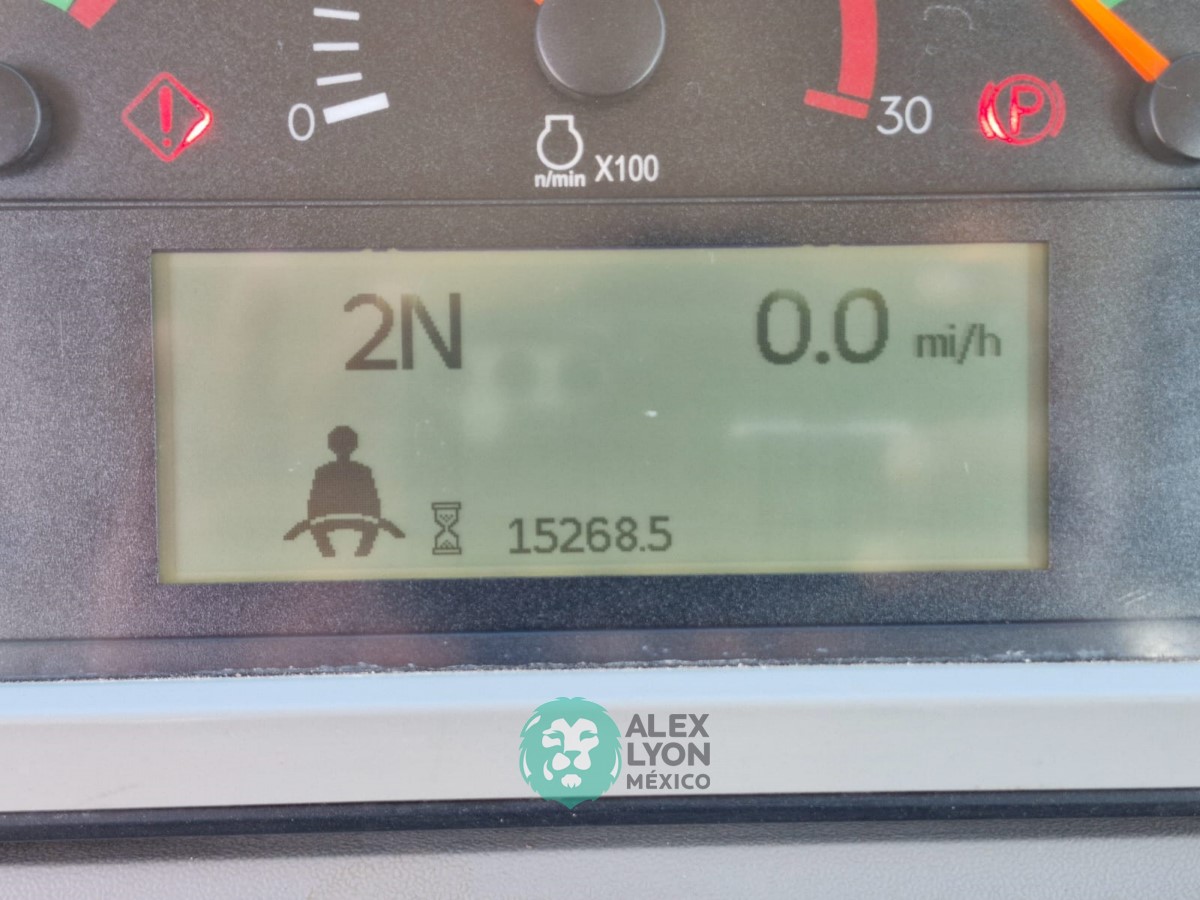 0
30
P
n/min X100
2N 0.0 mi/h
15268.5
ALEX
LYON
MÉXICO